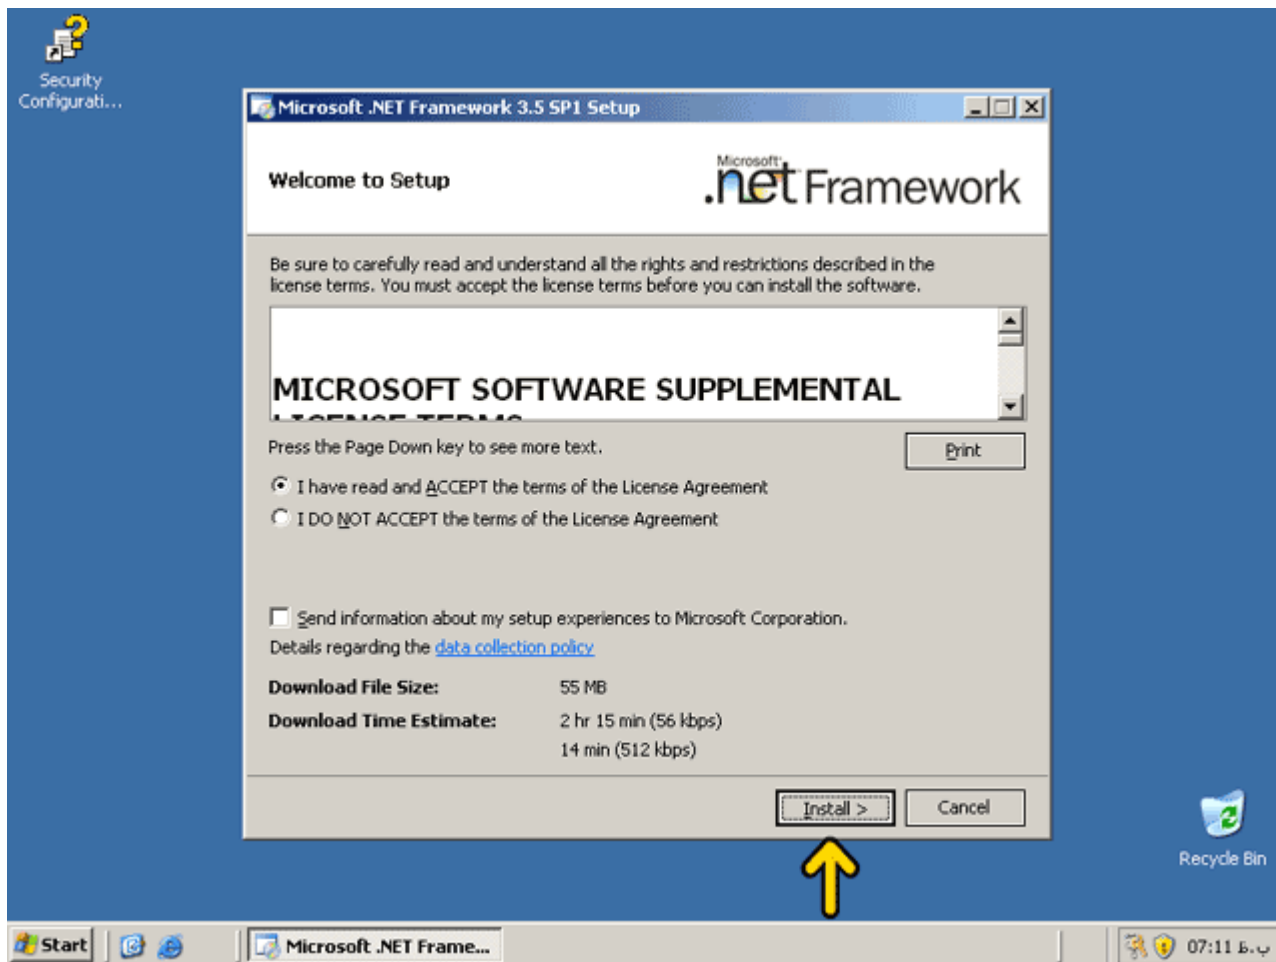 Security
Configurati...
Microsoft .NET Framework 3.5 SP1 Setup
Welcome to Setup
Microsoft
.net Framework
Be sure to carefully read and understand all the rights and restrictions described in the
license terms. You must accept the license terms before you can install the software.
MICROSOFT SOFTWARE SUPPLEMENTAL
LICENSE TERMS
Press the Page Down key to see more text.
Print
I have read and ACCEPT the terms of the License Agreement
I DO NOT ACCEPT the terms of the License Agreement
Send information about my setup experiences to Microsoft Corporation.
Details regarding the data collection policy
Download File Size: 55 MB
Download Time Estimate: 2 hr 15 min (56 kbps)
14 min (512 kbps)
Install >
Cancel
Recycle Bin
Start
Microsoft .NET Frame...
07:11 ب.ظ